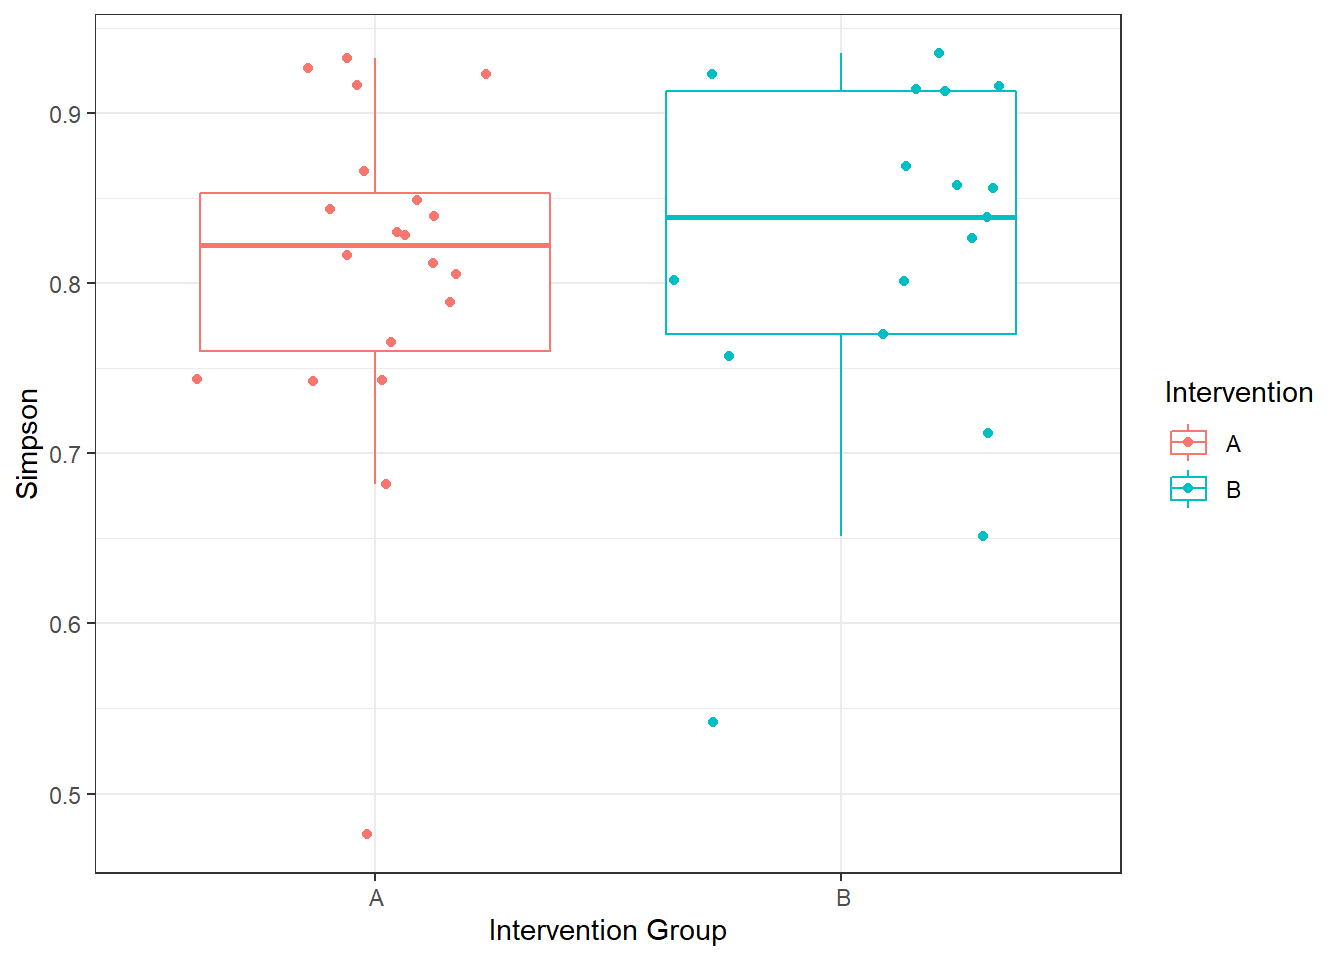 Simpson
0.9
0.8
0.7
0.6
0.5
A
B
Intervention Group
Intervention
A
B